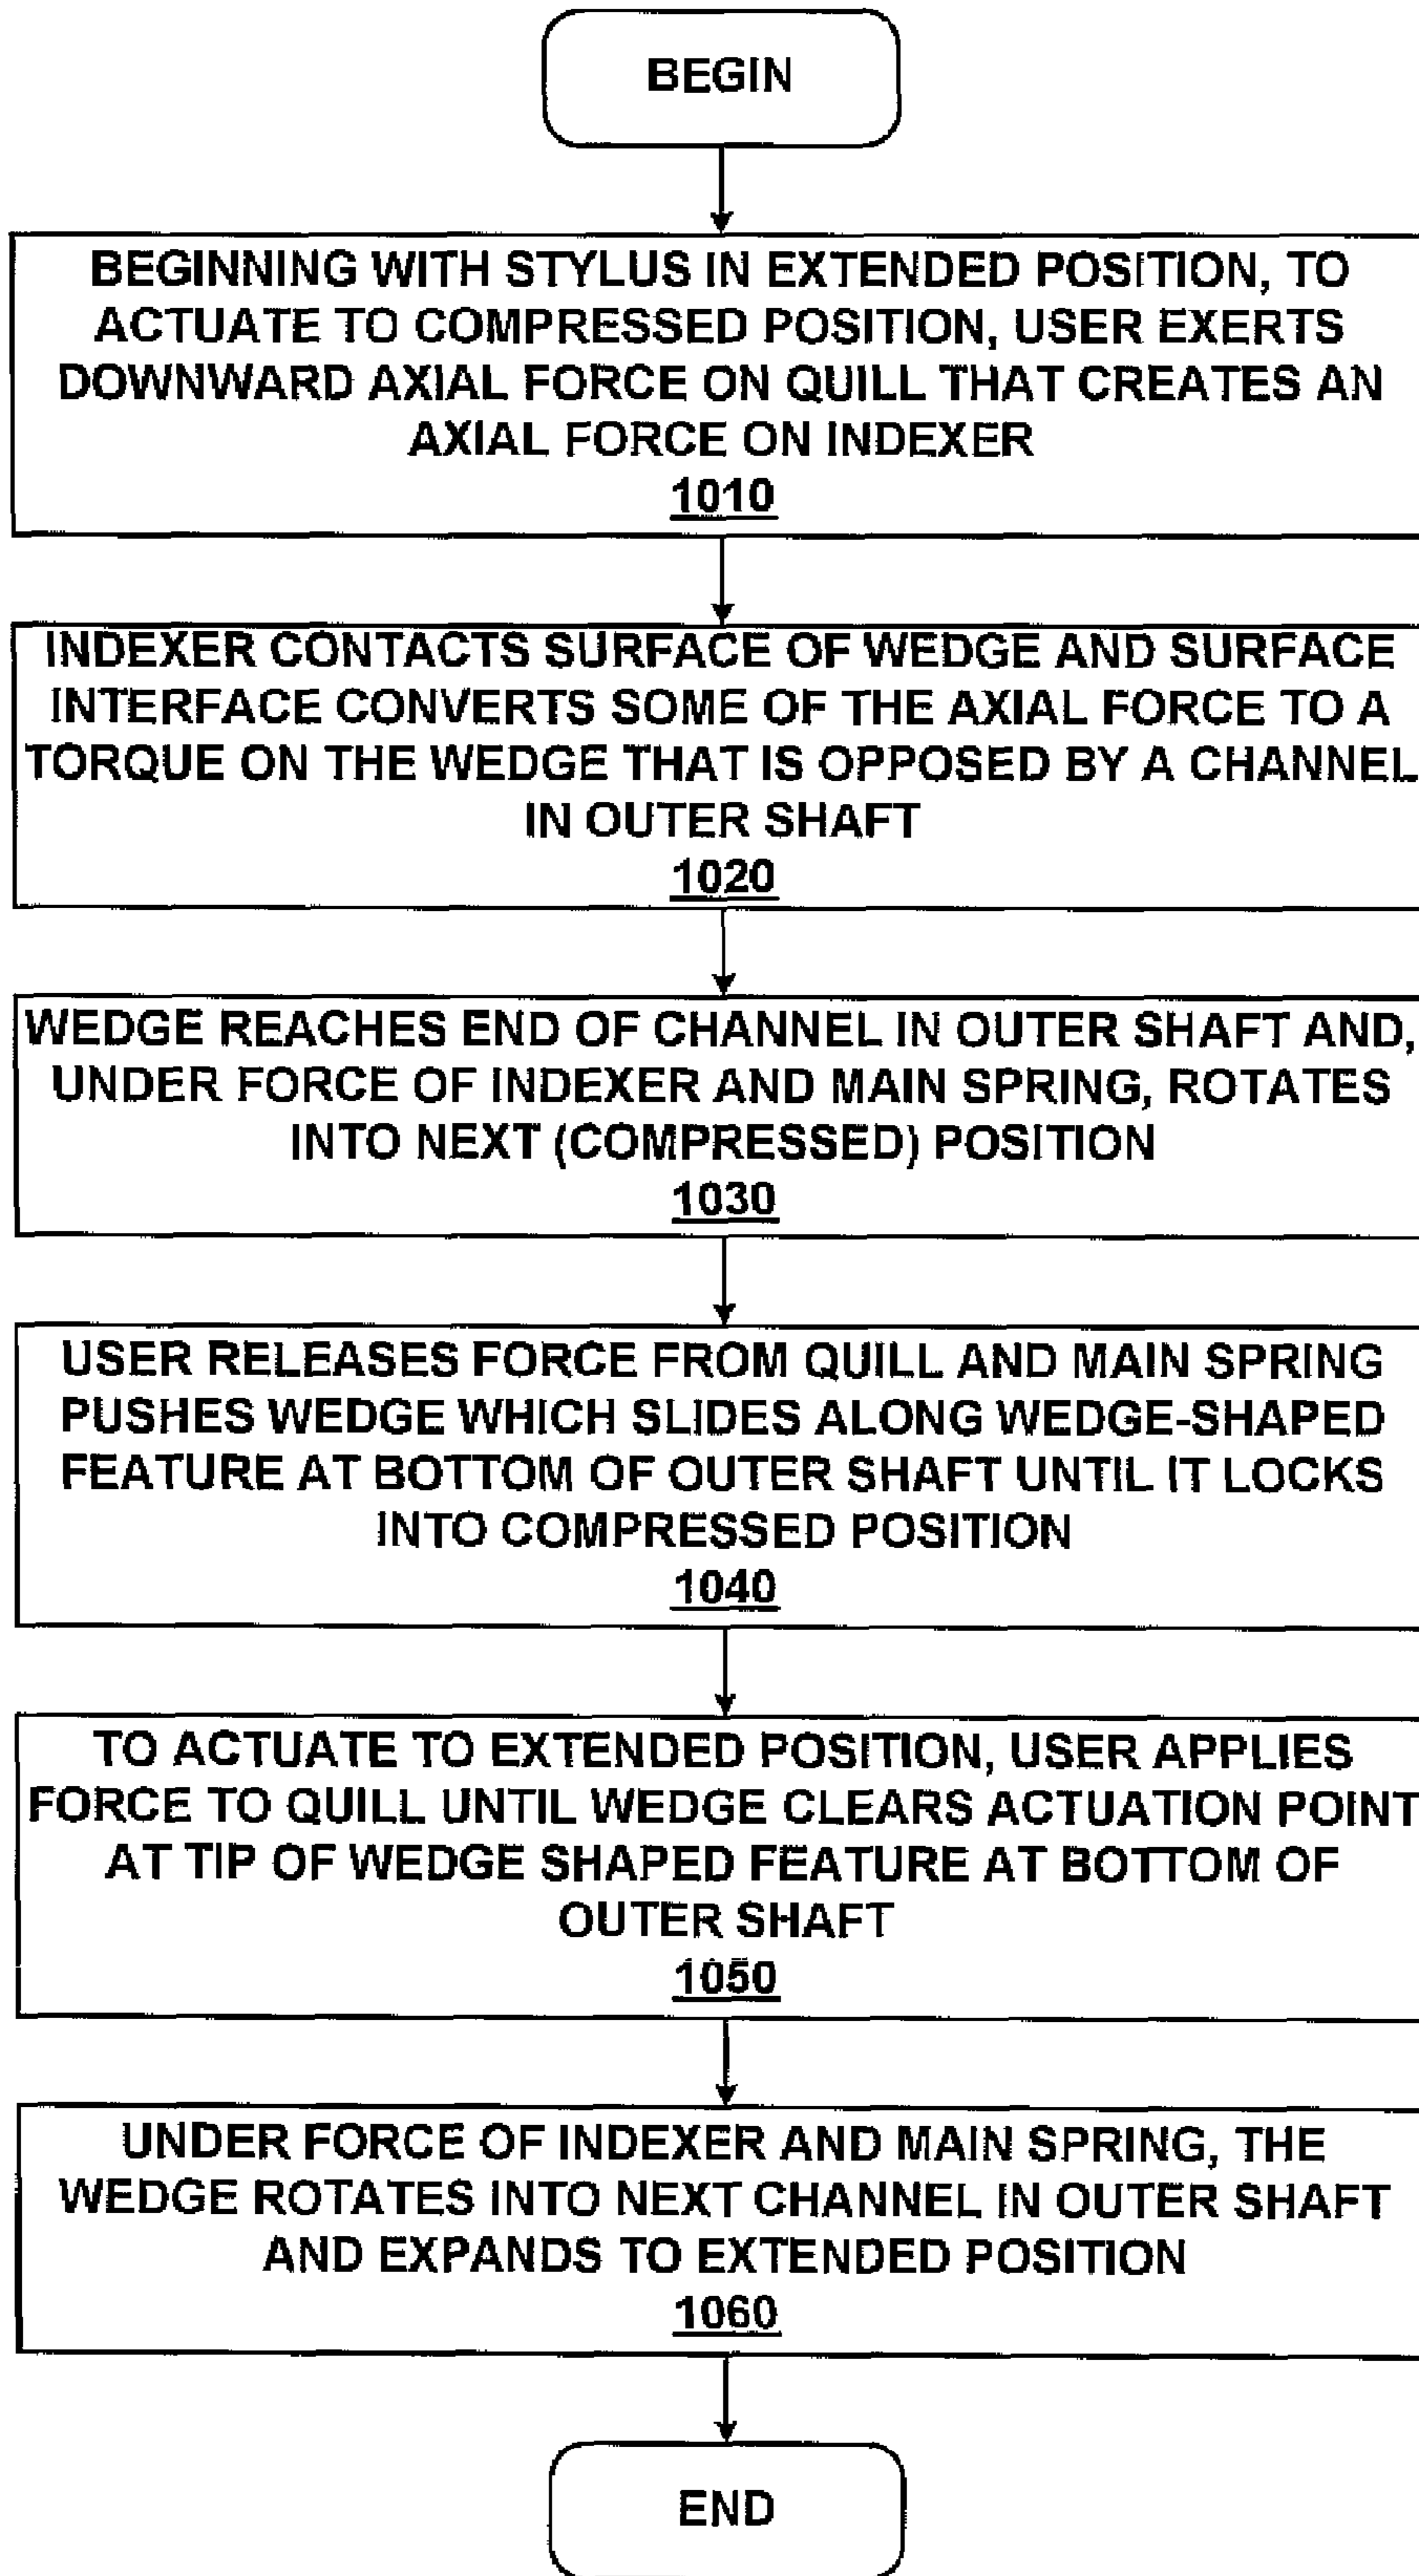 BEGIN
BEGINNING WITH STYLUS IN EXTENDED POSITION, TO
ACTUATE TO COMPRESSED POSITION, USER EXERTS
DOWNWARD AXIAL FORCE ON QUILL THAT CREATES AN
AXIAL FORCE ON INDEXER
1010
INDEXER CONTACTS SURFACE OF WEDGE AND SURFACE
INTERFACE CONVERTS SOME OF THE AXIAL FORCE TO A
TORQUE ON THE WEDGE THAT IS OPPOSED BY A CHANNEL
IN OUTER SHAFT
1020
WEDGE REACHES END OF CHANNEL IN OUTER SHAFT AND,
UNDER FORCE OF INDEXER AND MAIN SPRING, ROTATES
INTO NEXT (COMPRESSED) POSITION
1030
USER RELEASES FORCE FROM QUILL AND MAIN SPRING
PUSHES WEDGE WHICH SLIDES ALONG WEDGE-SHAPED
FEATURE AT BOTTOM OF OUTER SHAFT UNTIL IT LOCKS
INTO COMPRESSED POSITION
1040
TO ACTUATE TO EXTENDED POSITION, USER APPLIES
FORCE TO QUILL UNTIL WEDGE CLEARS ACTUATION POINT
AT TIP OF WEDGE SHAPED FEATURE AT BOTTOM OF
OUTER SHAFT
1050
UNDER FORCE OF INDEXER AND MAIN SPRING, THE
WEDGE ROTATES INTO NEXT CHANNEL IN OUTER SHAFT
AND EXPANDS TO EXTENDED POSITION
1060
END